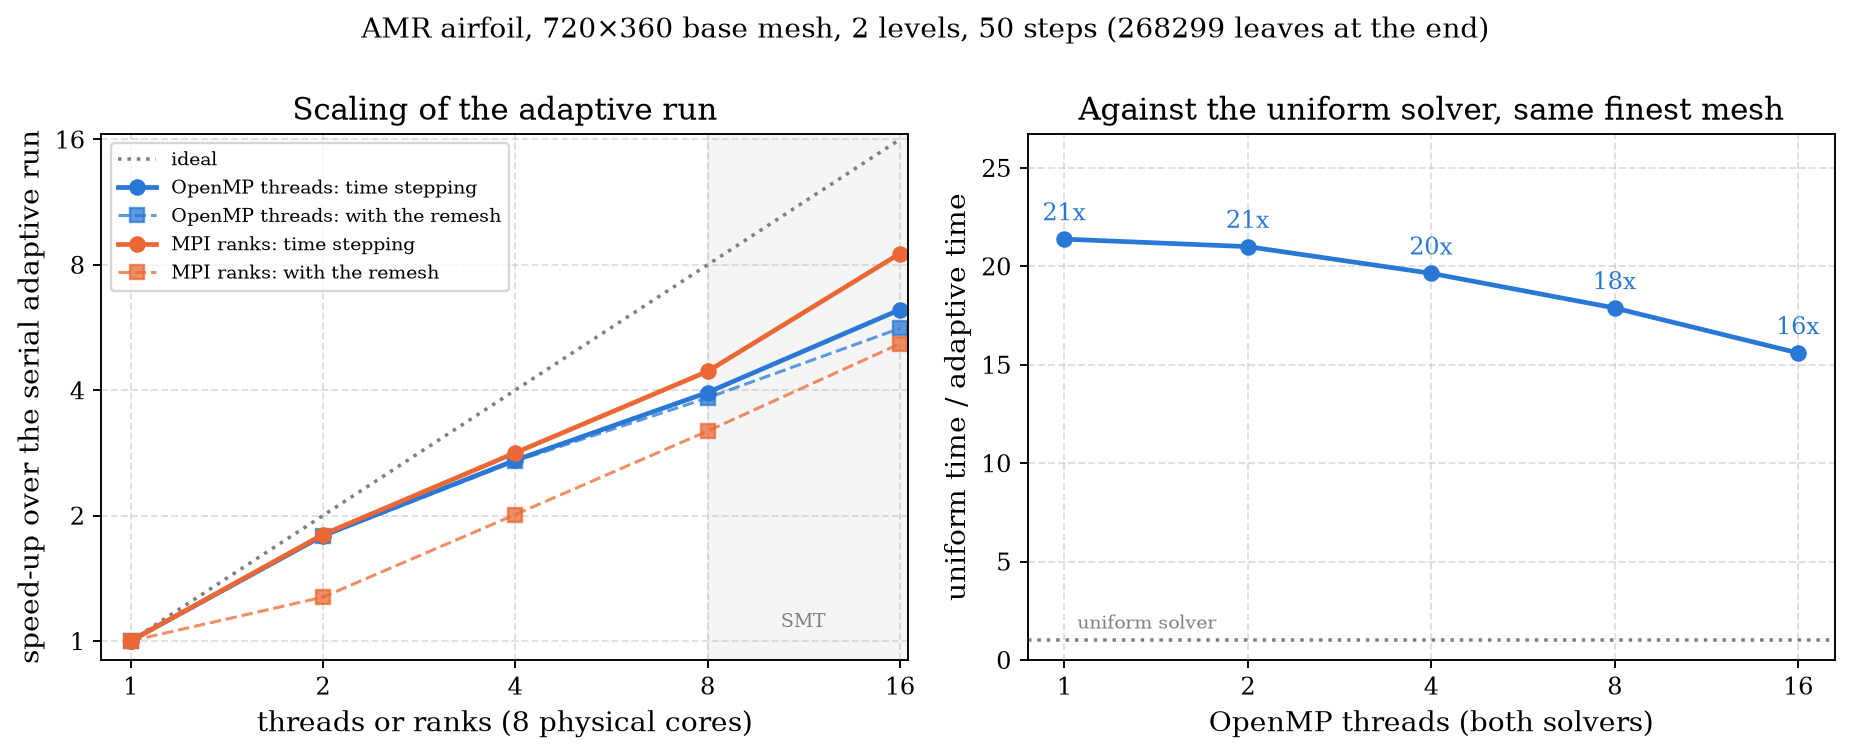 AMR airfoil, 720×360 base mesh, 2 levels, 50 steps (268299 leaves at the end)
Scaling of the adaptive run
speed-up over the serial adaptive run
16
8
4
2
1
ideal
OpenMP threads: time stepping
OpenMP threads: with the remesh
MPI ranks: time stepping
MPI ranks: with the remesh
SMT
1 2 4 8 16
threads or ranks (8 physical cores)
Against the uniform solver, same finest mesh
uniform time / adaptive time
25
20
15
10
5
0
21x 21x 20x 18x 16x
uniform solver
1 2 4 8 16
OpenMP threads (both solvers)